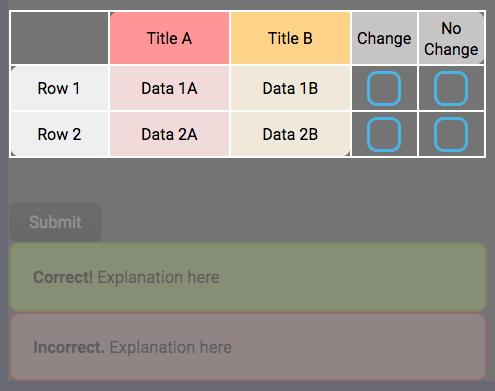 Title A Title B Change No Change
Row 1 Data 1A Data 1B
Row 2 Data 2A Data 2B
Submit
Correct! Explanation here
Incorrect. Explanation here